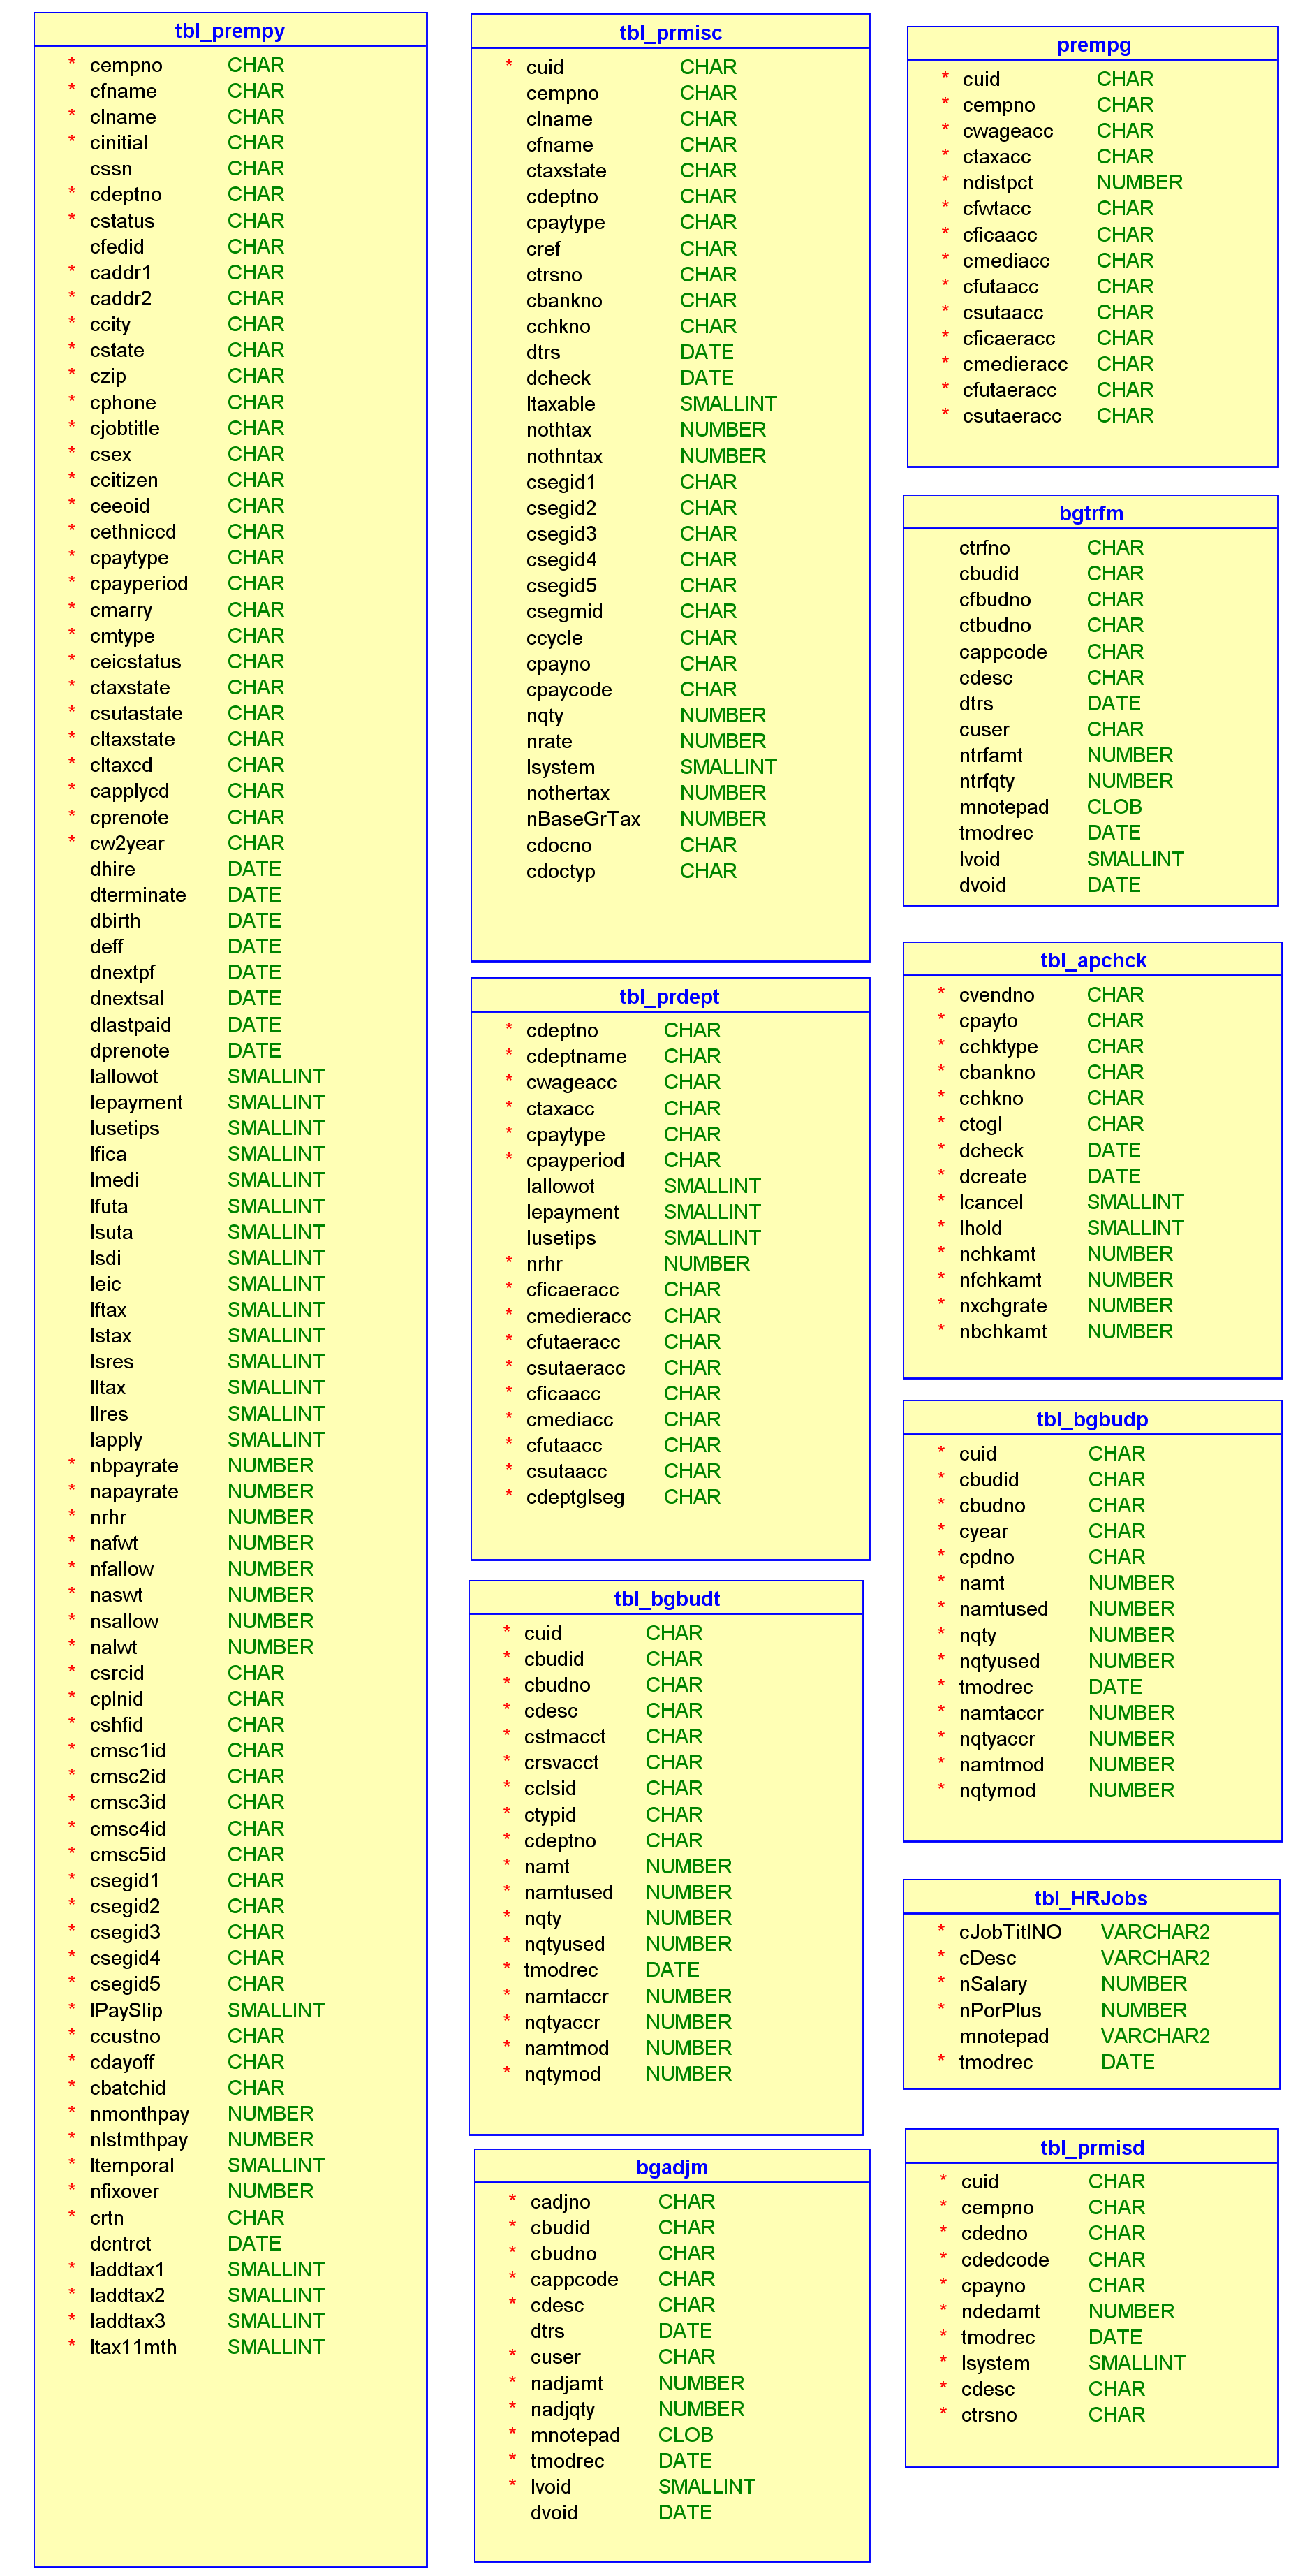 tbl_prempy
* cempno CHAR
* cfname CHAR
* clname CHAR
* cinitial CHAR
cssn CHAR
* cdeptno CHAR
* cstatus CHAR
cfedid CHAR
* caddr1 CHAR
* caddr2 CHAR
* ccity CHAR
* cstate CHAR
* czip CHAR
* cphone CHAR
* cjobtitle CHAR
* csex CHAR
* ccitizen CHAR
* ceeoid CHAR
* cethniccd CHAR
* cpaytype CHAR
* cpayperiod CHAR
* cmarry CHAR
* cmtype CHAR
* ceicstatus CHAR
* ctaxstate CHAR
* csutastate CHAR
* cltaxstate CHAR
* cltaxcd CHAR
* capplycd CHAR
* cprenote CHAR
* cw2year CHAR
dhire DATE
dterminate DATE
dbirth DATE
deff DATE
dnextpf DATE
dnextsal DATE
dlastpaid DATE
dprenote DATE
lallowot SMALLINT
lepayment SMALLINT
lusetips SMALLINT
lfica SMALLINT
lmedi SMALLINT
lfuta SMALLINT
lsuta SMALLINT
lsdi SMALLINT
leic SMALLINT
lftax SMALLINT
lstax SMALLINT
lsres SMALLINT
lltax SMALLINT
llres SMALLINT
lapply SMALLINT
* nbpayrate NUMBER
* napayrate NUMBER
* nrhr NUMBER
* nafwt NUMBER
* nfallow NUMBER
* naswt NUMBER
* nsallow NUMBER
* nalwt NUMBER
* csrcid CHAR
* cplnid CHAR
* cshfid CHAR
* cmsc1id CHAR
* cmsc2id CHAR
* cmsc3id CHAR
* cmsc4id CHAR
* cmsc5id CHAR
* csegid1 CHAR
* csegid2 CHAR
* csegid3 CHAR
* csegid4 CHAR
* csegid5 CHAR
* lPaySlip SMALLINT
* ccustno CHAR
* cdayoff CHAR
* cbatchid CHAR
* nmonthpay NUMBER
* nlstmthpay NUMBER
* ltemporal SMALLINT
* nfixover NUMBER
* crtn CHAR
dcntrct DATE
* laddtax1 SMALLINT
* laddtax2 SMALLINT
* laddtax3 SMALLINT
* ltax11mth SMALLINT
tbl_prmisc
* cuid CHAR
cempno CHAR
clname CHAR
cfname CHAR
ctaxstate CHAR
cdeptno CHAR
cpaytype CHAR
cref CHAR
ctrsno CHAR
cbankno CHAR
cchkno CHAR
dtrs DATE
dcheck DATE
ltaxable SMALLINT
nothtax NUMBER
nothntax NUMBER
csegid1 CHAR
csegid2 CHAR
csegid3 CHAR
csegid4 CHAR
csegid5 CHAR
csegmid CHAR
ccycle CHAR
cpayno CHAR
cpaycode CHAR
nqty NUMBER
nrate NUMBER
lsystem SMALLINT
nothertax NUMBER
nBaseGrTax NUMBER
cdocno CHAR
cdoctyp CHAR
tbl_prdept
* cdeptno CHAR
* cdeptname CHAR
* cwageacc CHAR
* ctaxacc CHAR
* cpaytype CHAR
* cpayperiod CHAR
lallowot SMALLINT
lepayment SMALLINT
lusetips SMALLINT
* nrhr NUMBER
* cficaeracc CHAR
* cmedieracc CHAR
* cfutaeracc CHAR
* csutaeracc CHAR
* cficaacc CHAR
* cmediacc CHAR
* cfutaacc CHAR
* csutaacc CHAR
* cdeptglseg CHAR
tbl_bgbudt
* cuid CHAR
* cbudid CHAR
* cbudno CHAR
* cdesc CHAR
* cstmacct CHAR
* crsvacct CHAR
* cclsid CHAR
* ctypid CHAR
* cdeptno CHAR
* namt NUMBER
* namtused NUMBER
* nqty NUMBER
* nqtyused NUMBER
* tmodrec DATE
* namtaccr NUMBER
* nqtyaccr NUMBER
* namtmod NUMBER
* nqtymod NUMBER
bgadjm
* cadjno CHAR
* cbudid CHAR
* cbudno CHAR
* cappcode CHAR
* cdesc CHAR
dtrs DATE
* cuser CHAR
* nadjamt NUMBER
* nadjqty NUMBER
* mnotepad CLOB
* tmodrec DATE
* lvoid SMALLINT
dvoid DATE
prempg
* cuid CHAR
* cempno CHAR
* cwageacc CHAR
* ctaxacc CHAR
* ndistpct NUMBER
* cfwtacc CHAR
* cficaacc CHAR
* cmediacc CHAR
* cfutaacc CHAR
* csutaacc CHAR
* cficaeracc CHAR
* cmedieracc CHAR
* cfutaeracc CHAR
* csutaeracc CHAR
bgtrfm
ctrfno CHAR
cbudid CHAR
cfbudno CHAR
ctbudno CHAR
cappcode CHAR
cdesc CHAR
dtrs DATE
cuser CHAR
ntrfamt NUMBER
ntrfqty NUMBER
mnotepad CLOB
tmodrec DATE
lvoid SMALLINT
dvoid DATE
tbl_apchck
* cvendno CHAR
* cpayto CHAR
* cchktype CHAR
* cbankno CHAR
* cchkno CHAR
* ctogl CHAR
* dcheck DATE
* dcreate DATE
* lcancel SMALLINT
* lhold SMALLINT
* nchkamt NUMBER
* nfchkamt NUMBER
* nxchgrate NUMBER
* nbchkamt NUMBER
tbl_bgbudp
* cuid CHAR
* cbudid CHAR
* cbudno CHAR
* cyear CHAR
* cpdno CHAR
* namt NUMBER
* namtused NUMBER
* nqty NUMBER
* nqtyused NUMBER
* tmodrec DATE
* namtaccr NUMBER
* nqtyaccr NUMBER
* namtmod NUMBER
* nqtymod NUMBER
tbl_HRJobs
* cJobTitlNO VARCHAR2
* cDesc VARCHAR2
* nSalary NUMBER
* nPorPlus NUMBER
mnotepad VARCHAR2
* tmodrec DATE
tbl_prmisd
* cuid CHAR
* cempno CHAR
* cdedno CHAR
* cdedcode CHAR
* cpayno CHAR
* ndedamt NUMBER
* tmodrec DATE
* lsystem SMALLINT
* cdesc CHAR
* ctrsno CHAR